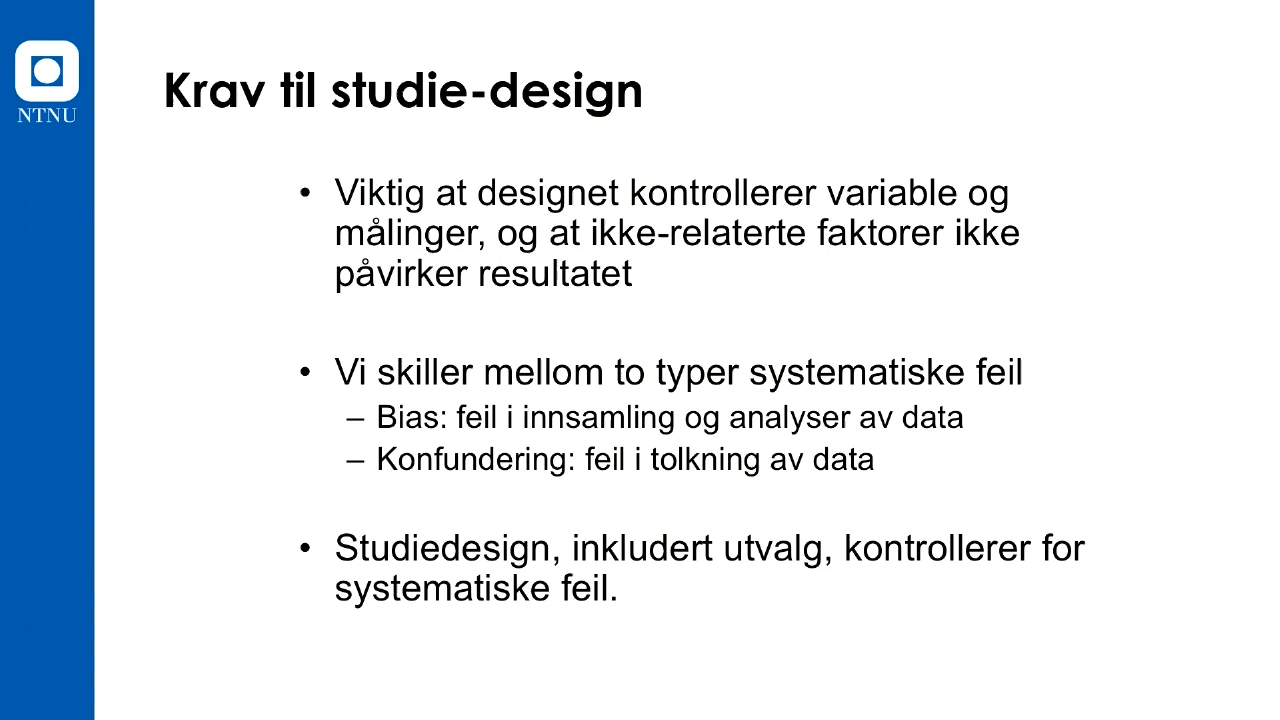 NTNU
Krav til studie-design
• Viktig at designet kontrollerer variable og
målinger, og at ikke-relaterte faktorer ikke
påvirker resultatet
• Vi skiller mellom to typer systematiske feil
– Bias: feil i innsamling og analyser av data
– Konfundering: feil i tolkning av data
• Studiedesign, inkludert utvalg, kontrollerer for
systematiske feil.